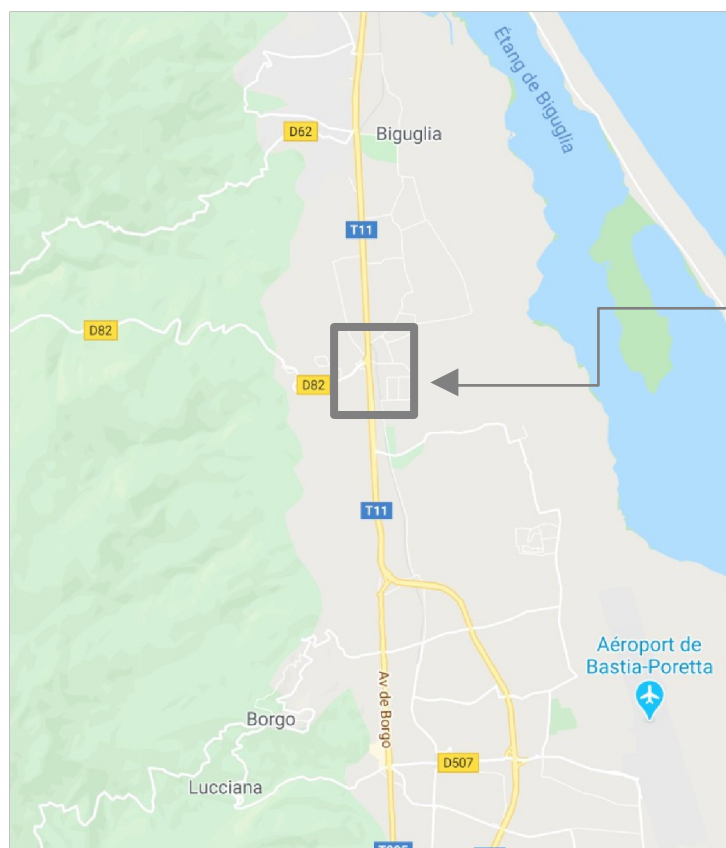 Étang de Biguglia
D62
Biguglia
T11
D82
D82
T11
Aéroport de
Bastia-Poretta
Av de Borgo
Borgo
D507
Lucciana